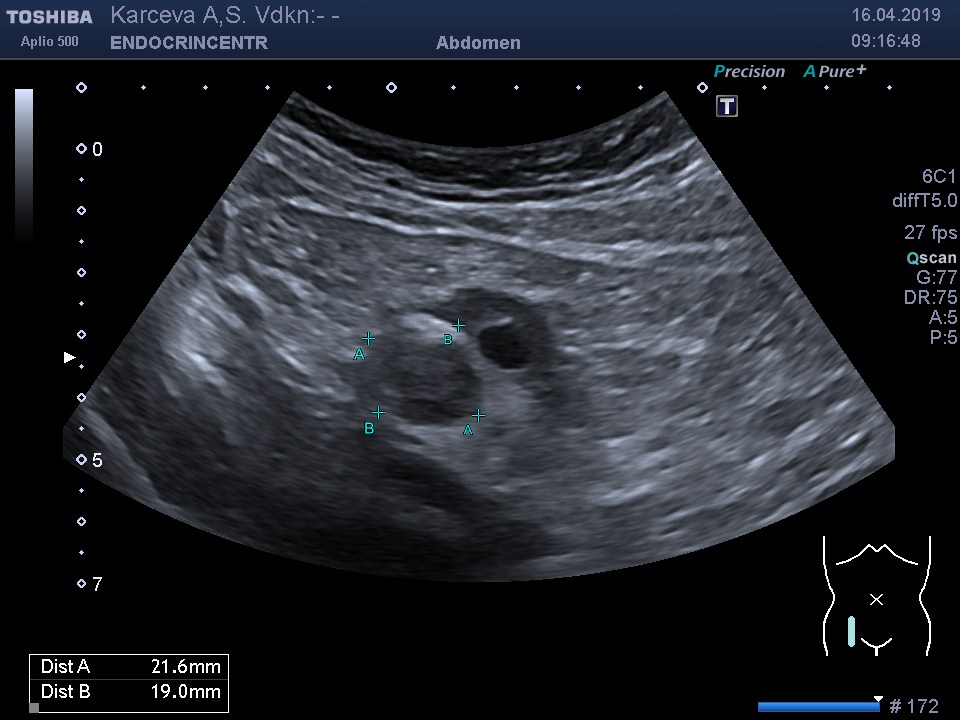 TOSHIBA Karceva A,S. Vdkn:- - 16.04.2019
Aplio 500 ENDOCRINCENTR Abdomen 09:16:48
Precision A Pure+
T
0
6C1
diffT5.0
27 fps
Qscan
G:77
DR:75
A:5
P:5
B
A
B
A
5
7
Dist A 21.6mm
Dist B 19.0mm
# 172